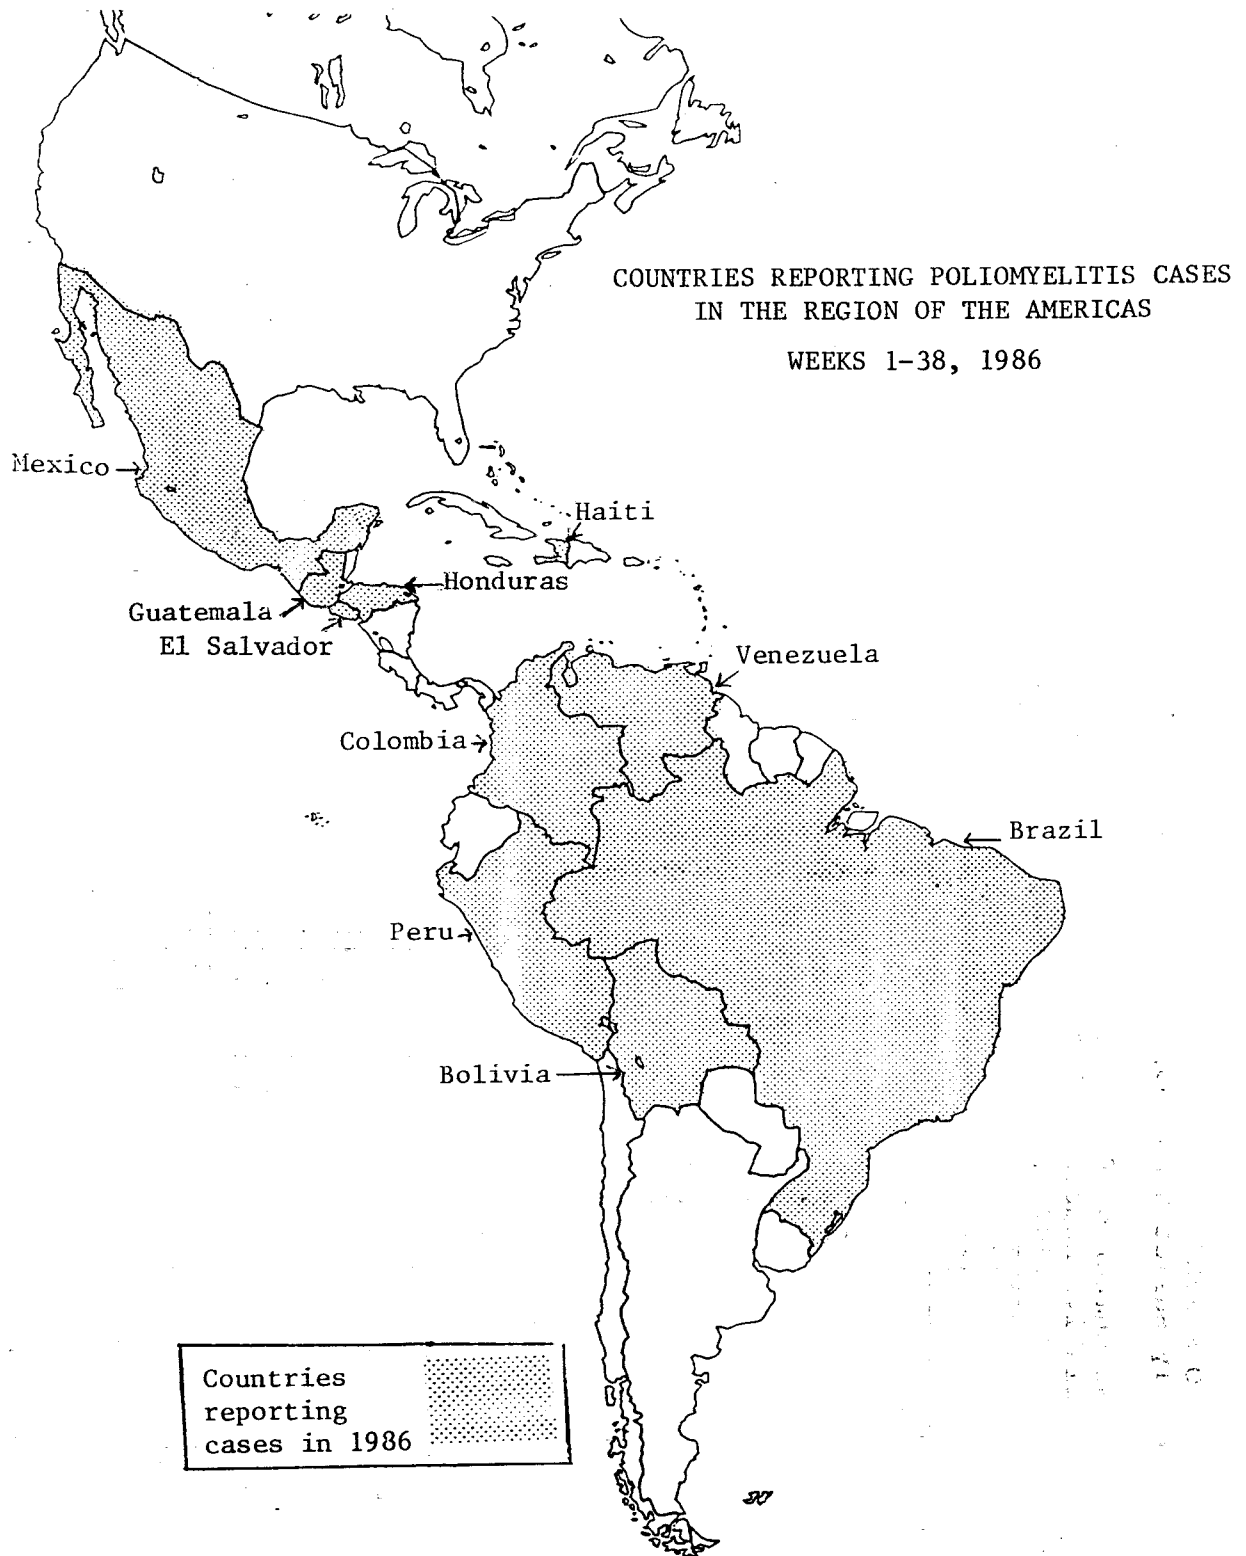 COUNTRIES REPORTING POLIOMYELITIS CASES
IN THE REGION OF THE AMERICAS
WEEKS 1-38, 1986
Mexico
Haiti
Honduras
Guatemala
El Salvador
Venezuela
Colombia
Brazil
Peru
Bolivia
Countries
reporting
cases in 1986